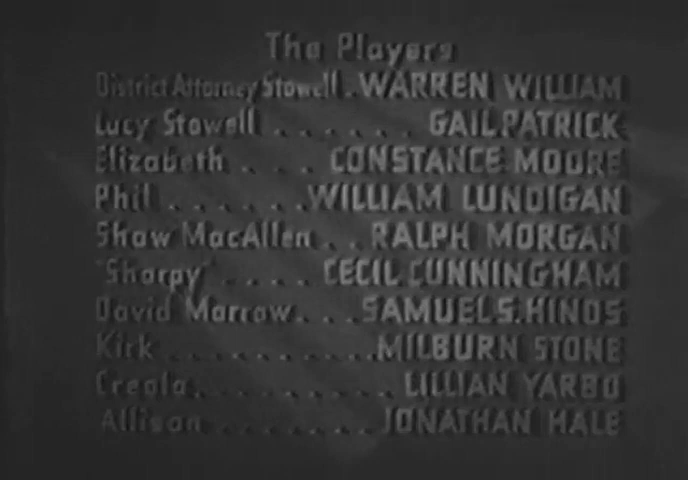 The Players
District Attorney Stowell . WARREN WILLIAM
Lucy Stowell . . . . . . GAIL PATRICK
Elizabeth . . . . CONSTANCE MOORE
Phil . . . . . . . WILLIAM LUNDIGAN
Shaw MacAllen . . RALPH MORGAN
"Sharpy" . . . . CECIL CUNNINGHAM
David Marrow. . . SAMUEL S. HINDS
Kirk . . . . . . . . . . MILBURN STONE
Creola. . . . . . . . . LILLIAN YARBO
Allison . . . . . . . . JONATHAN HALE